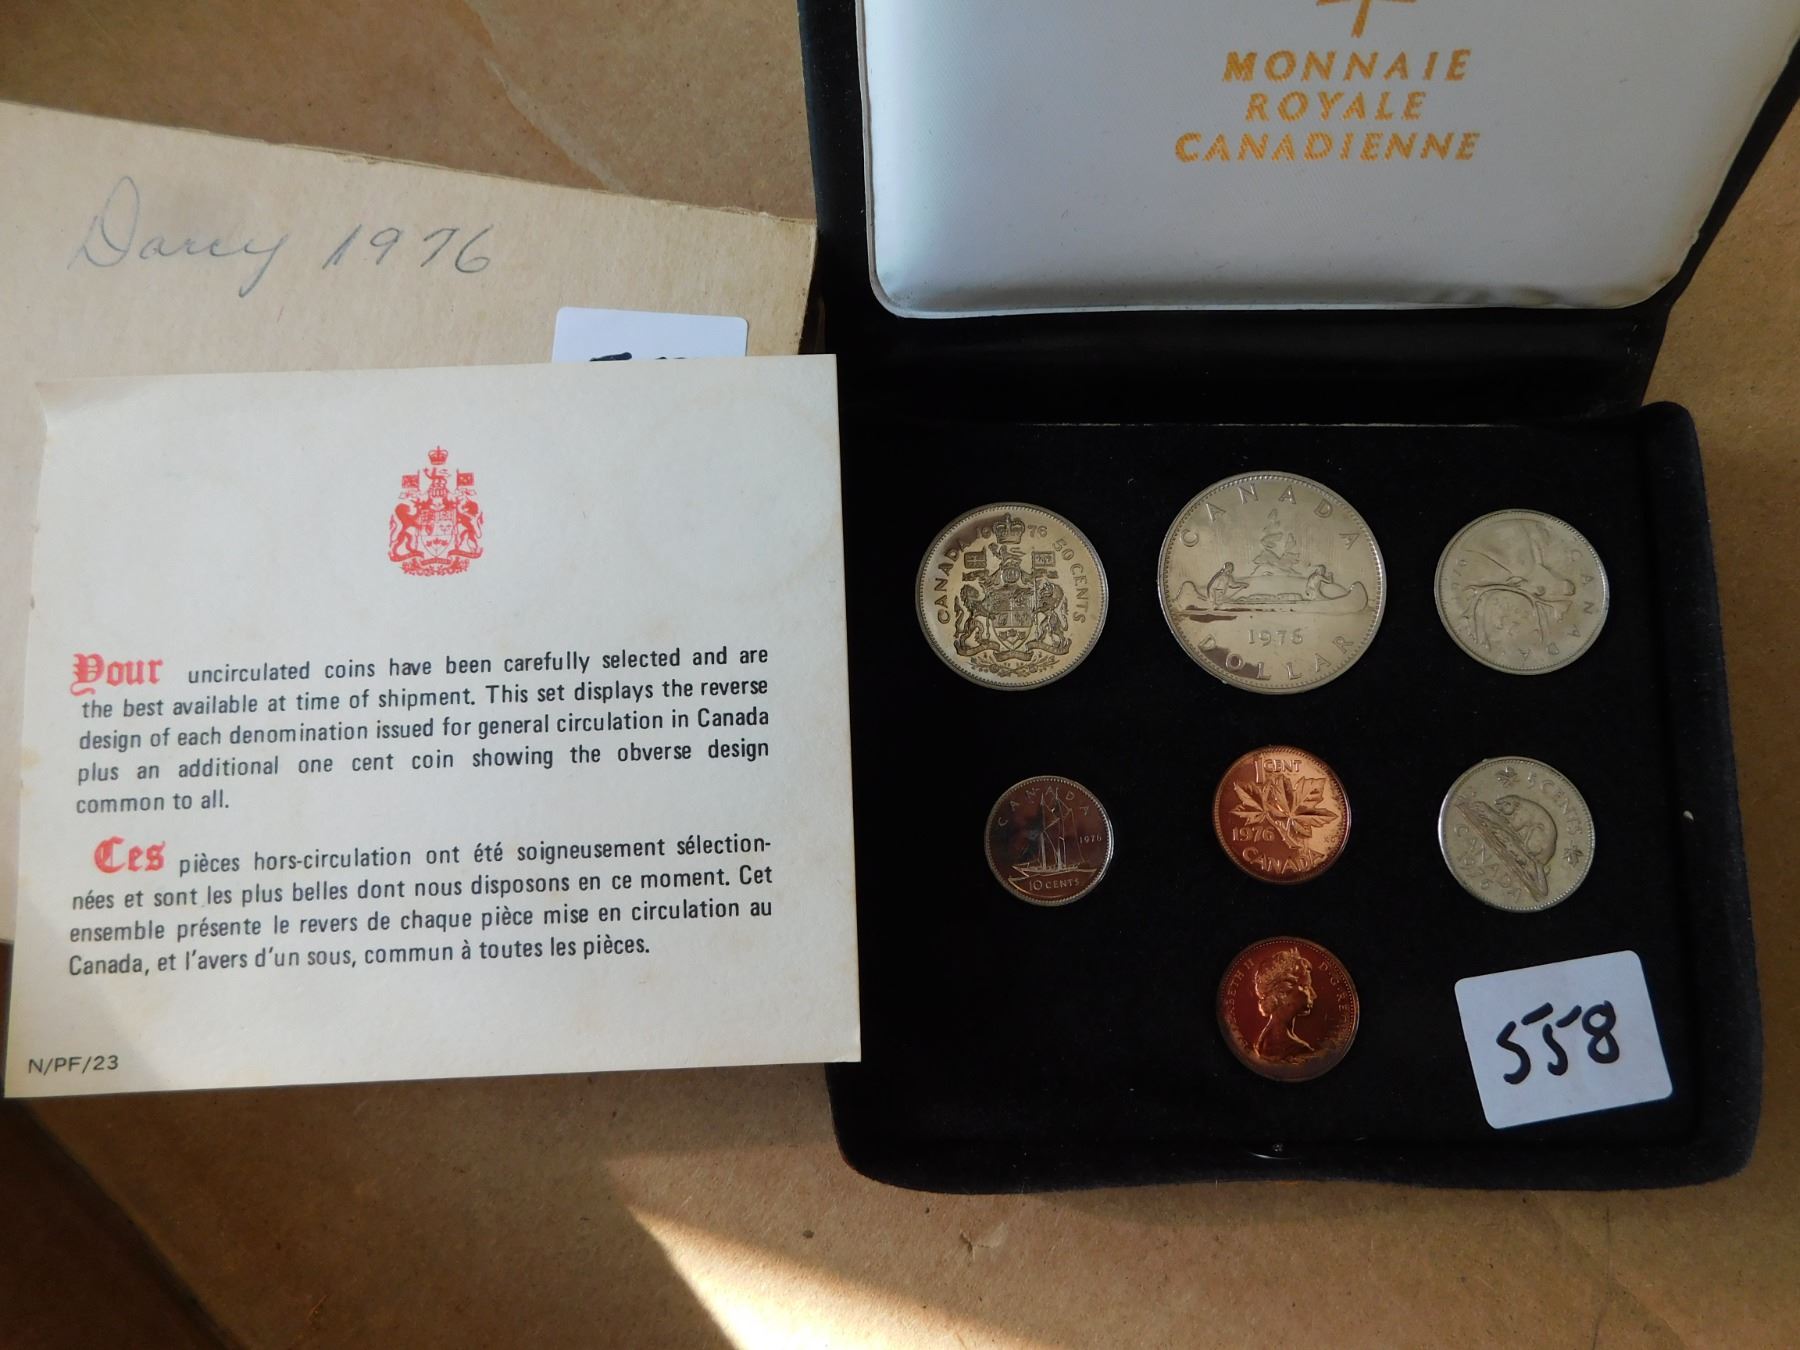 Darcy 1976
Your uncirculated coins have been carefully selected and are
the best available at time of shipment. This set displays the reverse
design of each denomination issued for general circulation in Canada
plus an additional one cent coin showing the obverse design
common to all.
Ces pièces hors-circulation ont été soigneusement sélection-
nées et sont les plus belles dont nous disposons en ce moment. Cet
ensemble présente le revers de chaque pièce mise en circulation au
Canada, et l'avers d'un sous, commun à toutes les pièces.
N/PF/23
MONNAIE
ROYALE
CANADIENNE
CANADA 1976 50 CENTS
CANADA
1976
DOLLAR
CANADA
CANADA
1976
10 CENTS
1 CENT
1976
CANADA
5 CENTS
CANADA
1976
D·G·REGINA
558